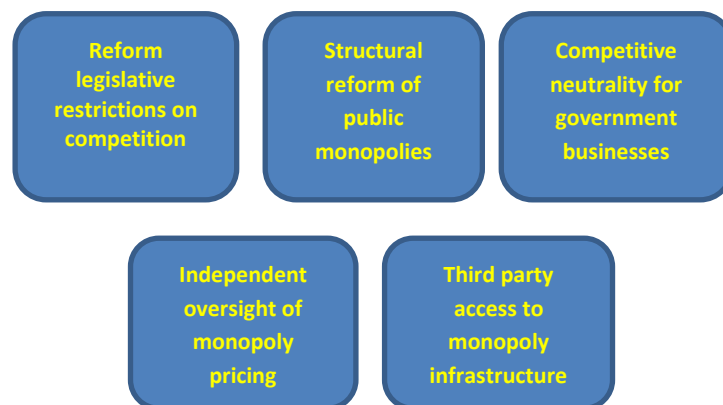 Reform
legislative
restrictions on
competition
Structural
reform of
public
monopolies
Competitive
neutrality for
government
businesses
Independent
oversight of
monopoly
pricing
Third party
access to
monopoly
infrastructure